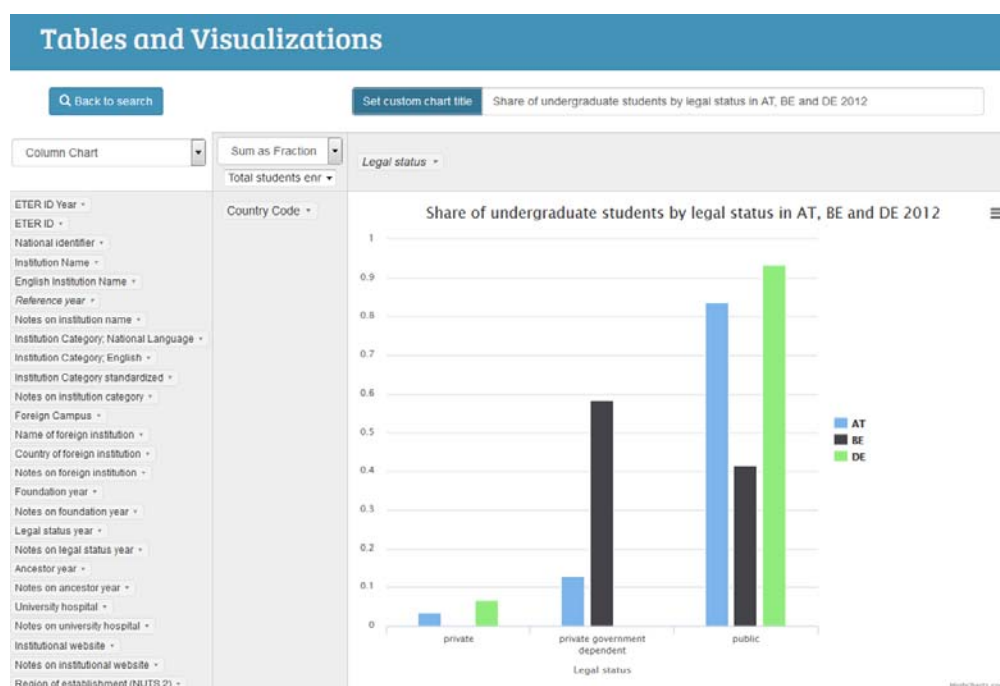 Tables and Visualizations
Back to search
Set custom chart title
Share of undergraduate students by legal status in AT, BE and DE 2012
Column Chart
Sum as Fraction
Total students enr
Legal status
ETER ID Year
ETER ID
National identifier
Institution Name
English Institution Name
Reference year
Notes on institution name
Institution Category; National Language
Institution Category; English
Institution Category standardized
Notes on institution category
Foreign Campus
Name of foreign institution
Country of foreign institution
Notes on foreign institution
Foundation year
Notes on foundation year
Legal status year
Notes on legal status year
Ancestor year
Notes on ancestor year
University hospital
Notes on university hospital
Institutional website
Notes on institutional website
Region of establishment (NUTS 2)
Country Code
Share of undergraduate students by legal status in AT, BE and DE 2012
1
0.9
0.8
0.7
0.6
0.5
0.4
0.3
0.2
0.1
0
private
private government
dependent
public
Legal status
AT
BE
DE